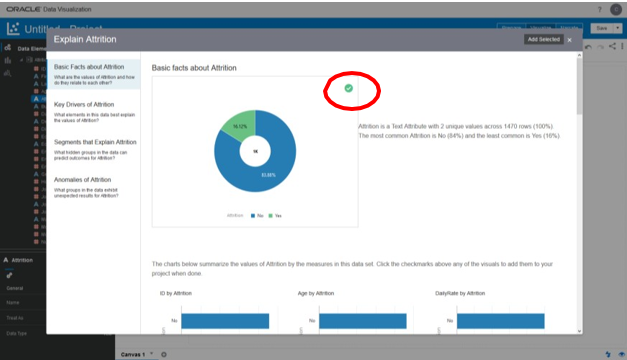 ORACLE Data Visualization
?
Save
Data Elem
Explain Attrition
Add Selected
×
Basic Facts about Attrition
What are the values of Attrition and how
do they relate to each other?
Key Drivers of Attrition
What elements in this data best explain
the values of Attrition?
Segments that Explain Attrition
What hidden groups in the data can
predict outcomes for Attrition?
Anomalies of Attrition
What groups in the data exhibit
unexpected results for Attrition?
Basic facts about Attrition
16.12%
1K
83.88%
Attrition No Yes
Attrition is a Text Attribute with 2 unique values across 1470 rows (100%).
The most common Attrition is No (84%) and the least common is Yes (16%).
The charts below summarize the values of Attrition by the measures in this data set. Click the checkmarks above any of the visuals to add them to your
project when done.
ID by Attrition
Age by Attrition
DailyRate by Attrition
No
No
No
A Attrition
General
Name
Treat As
Data Type
Canvas 1